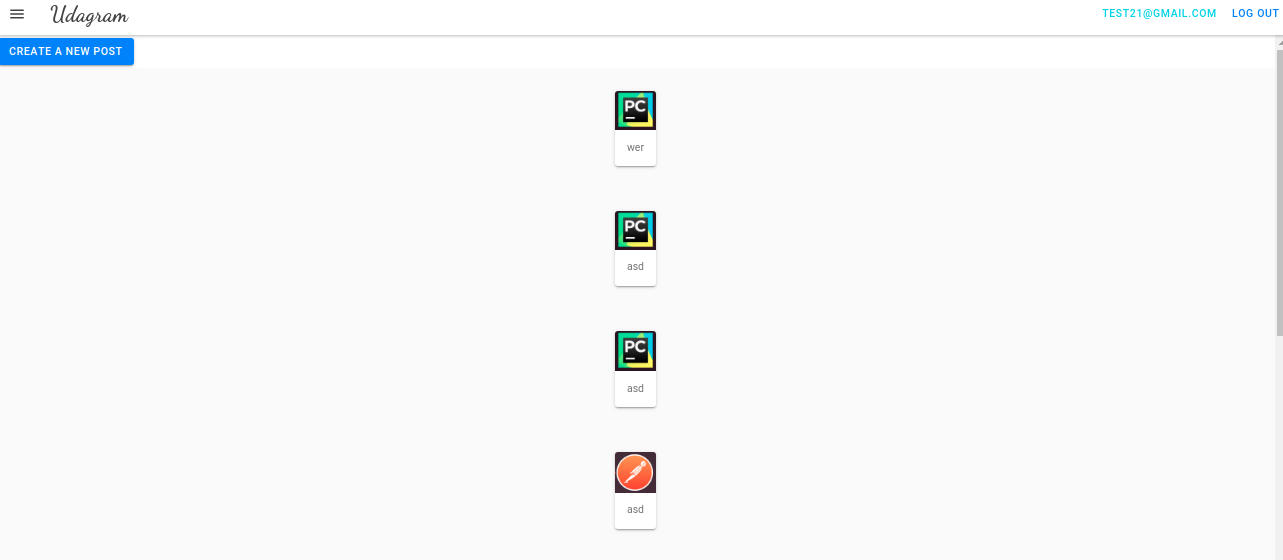 Udagram
TEST21@GMAIL.COM LOG OUT
CREATE A NEW POST
PC
wer
PC
asd
PC
asd
asd